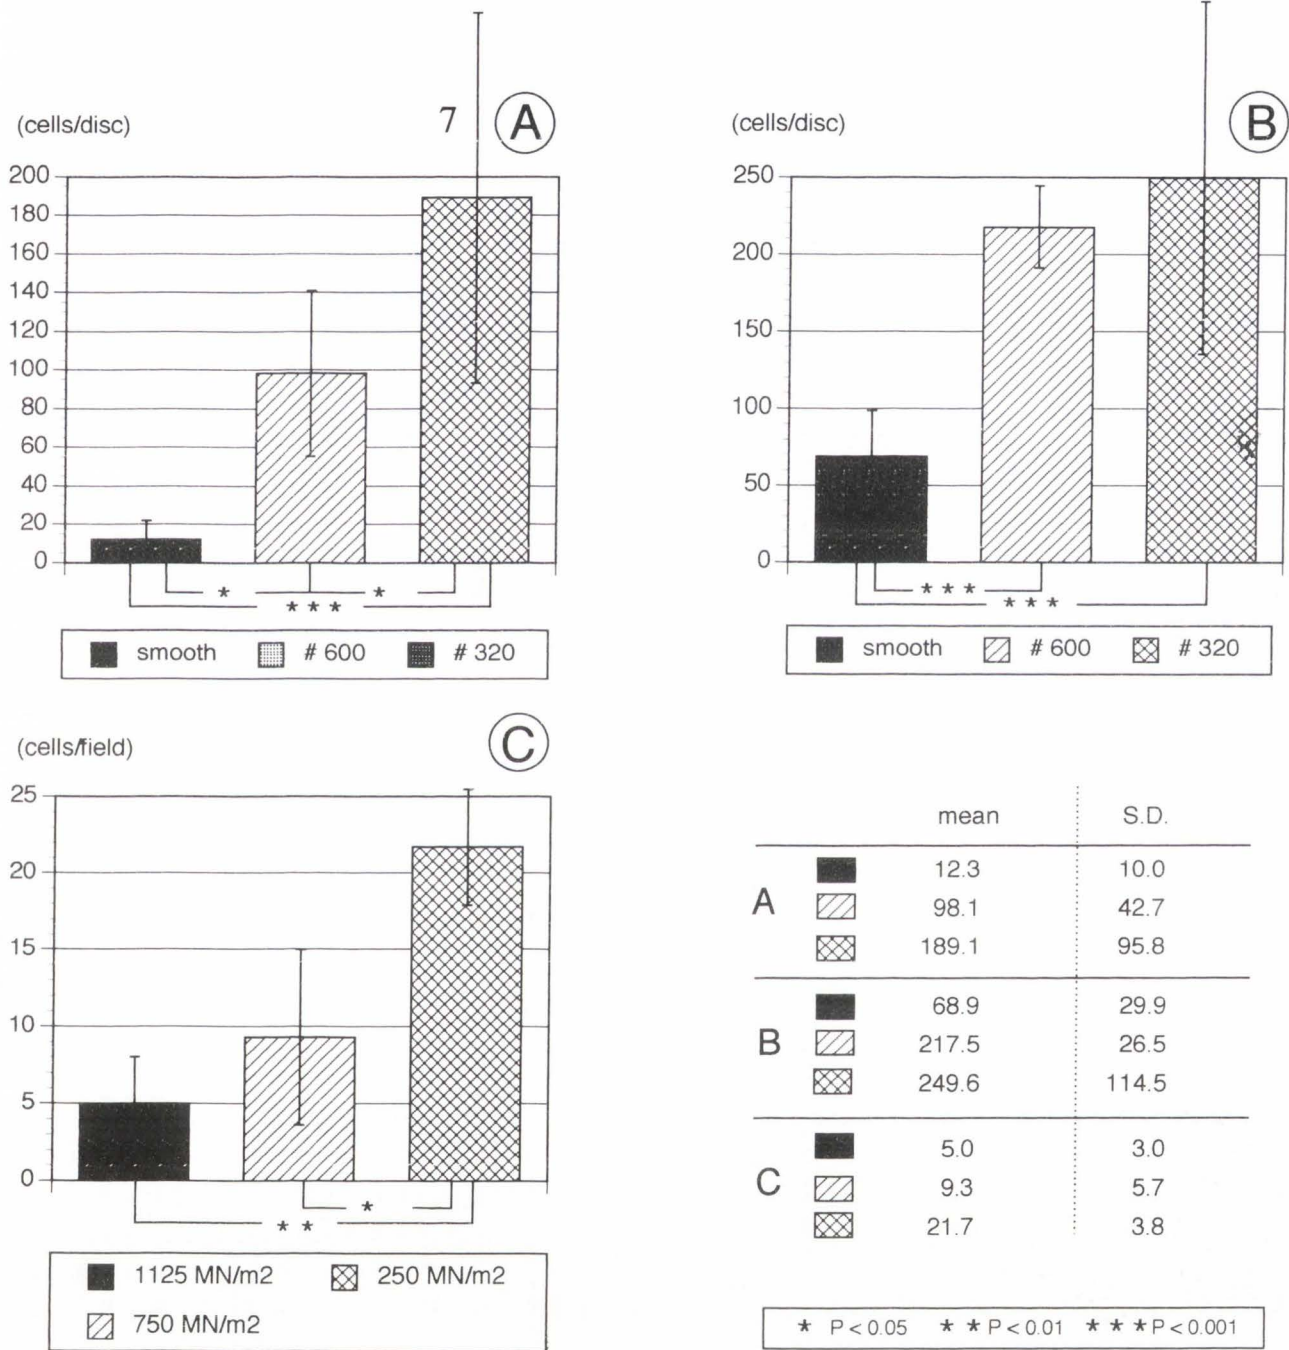 7 A
(cells/disc)
200
180
160
140
120
100
80
60
40
20
0
* *
***
smooth # 600 # 320
B
(cells/disc)
250
200
150
100
50
0
***
***
smooth # 600 # 320
C
(cells/field)
25
20
15
10
5
0
*
**
1125 MN/m2 250 MN/m2
750 MN/m2
mean S.D.
A
12.3 10.0
98.1 42.7
189.1 95.8
B
68.9 29.9
217.5 26.5
249.6 114.5
C
5.0 3.0
9.3 5.7
21.7 3.8
* P < 0.05 ** P < 0.01 *** P < 0.001